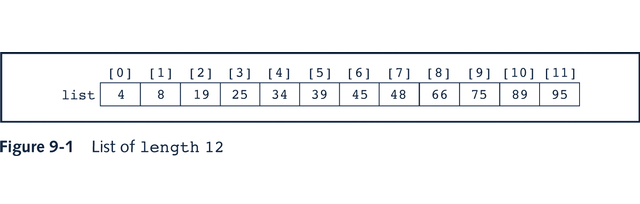 [0] [1] [2] [3] [4] [5] [6] [7] [8] [9] [10] [11]
list 4 8 19 25 34 39 45 48 66 75 89 95
Figure 9-1 List of length 12